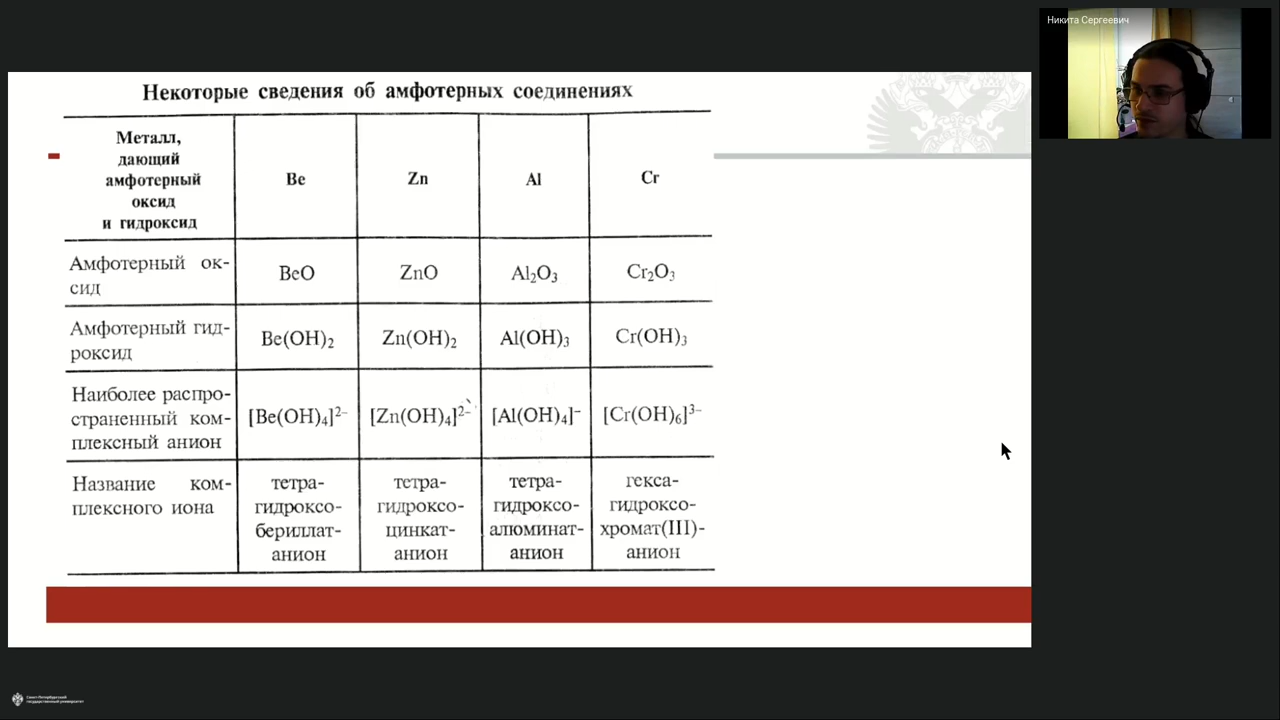 Никита Сергеевич
Некоторые сведения об амфотерных соединениях
Металл,
дающий
амфотерный
оксид
и гидроксид
Be
Zn
Al
Cr
Амфотерный ок-
сид
BeO
ZnO
Al₂O₃
Cr₂O₃
Амфотерный гид-
роксид
Be(OH)₂
Zn(OH)₂
Al(OH)₃
Cr(OH)₃
Наиболее распро-
страненный ком-
плексный анион
[Be(OH)₄]²⁻
[Zn(OH)₄]²⁻
[Al(OH)₄]⁻
[Cr(OH)₆]³⁻
Название ком-
плексного иона
тетра-
гидроксо-
бериллат-
анион
тетра-
гидроксо-
цинкат-
анион
тетра-
гидроксо-
алюминат-
анион
гекса-
гидроксо-
хромат(III)-
анион
Санкт-Петербургский
государственный университет